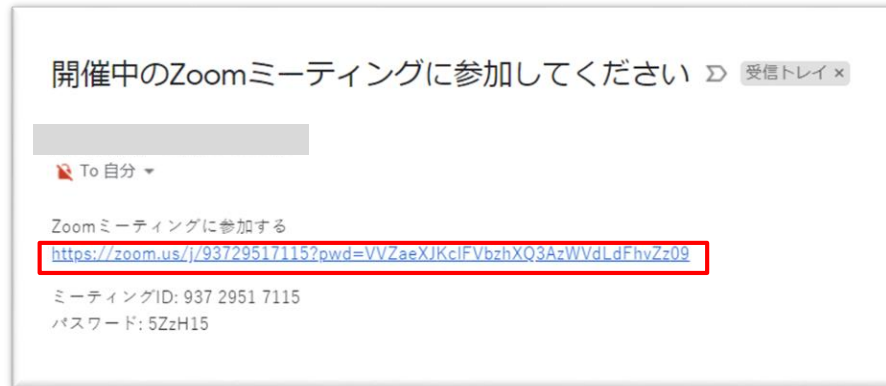 開催中のZoomミーティングに参加してください 受信トレイ ×
To 自分
Zoomミーティングに参加する
https://zoom.us/j/93729517115?pwd=VVZaeXJKclFVbzhXQ3AzWVdLdFhvZz09
ミーティングID: 937 2951 7115
パスワード: 5ZzH15